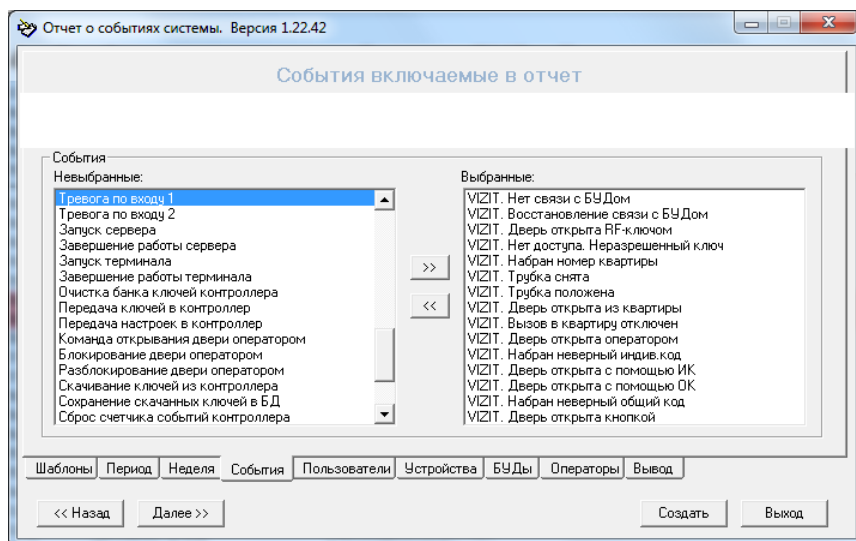 Отчет о событиях системы. Версия 1.22.42
События включаемые в отчет
События
Невыбранные:
Тревога по входу 1
Тревога по входу 2
Запуск сервера
Завершение работы сервера
Запуск терминала
Завершение работы терминала
Очистка банка ключей контроллера
Передача ключей в контроллер
Передача настроек в контроллер
Команда открывания двери оператором
Блокирование двери оператором
Разблокирование двери оператором
Скачивание ключей из контроллера
Сохранение скачанных ключей в БД
Сброс счетчика событий контроллера
>>
<<
Выбранные:
VIZIT. Нет связи с БУДом
VIZIT. Восстановление связи с БУДом
VIZIT. Дверь открыта RF-ключом
VIZIT. Нет доступа. Неразрешенный ключ
VIZIT. Набран номер квартиры
VIZIT. Трубка снята
VIZIT. Трубка положена
VIZIT. Дверь открыта из квартиры
VIZIT. Вызов в квартиру отключен
VIZIT. Дверь открыта оператором
VIZIT. Набран неверный индив.код
VIZIT. Дверь открыта с помощью ИК
VIZIT. Дверь открыта с помощью ОК
VIZIT. Набран неверный общий код
VIZIT. Дверь открыта кнопкой
Шаблоны Период Неделя События Пользователи Устройства БУДы Операторы Вывод
<< Назад Далее >> Создать Выход